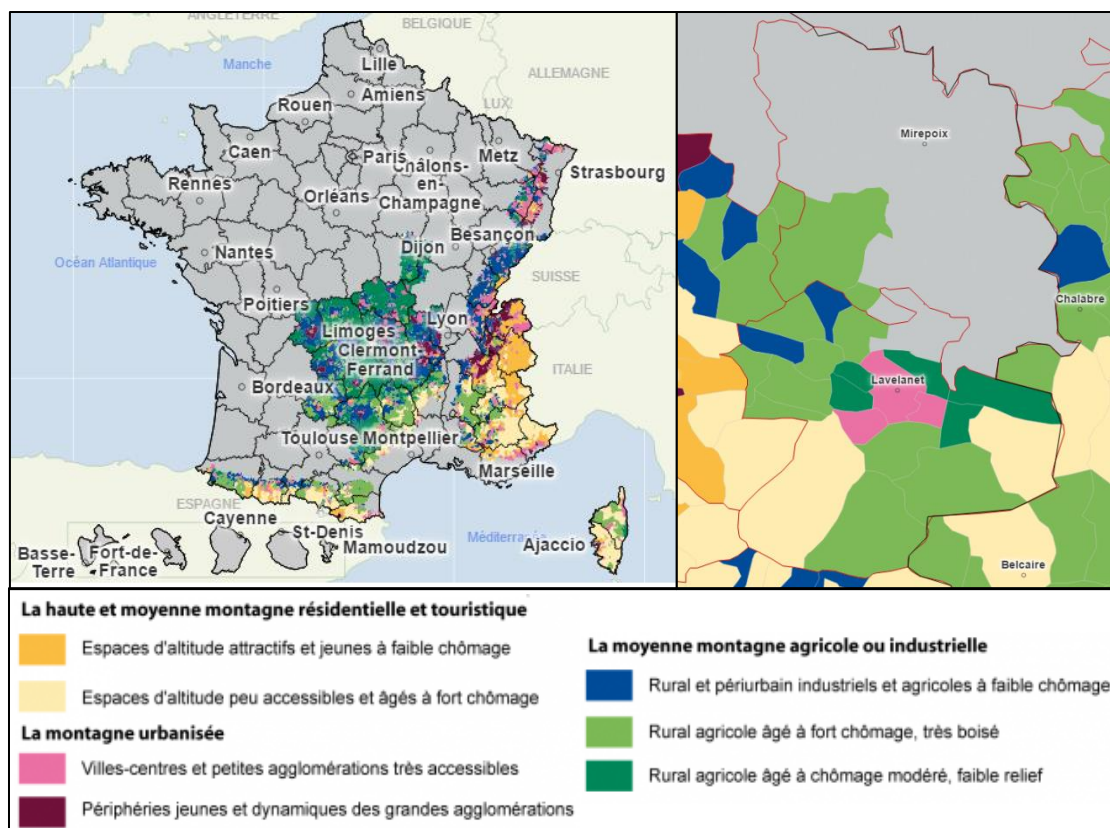 ANGLETERRE
BELGIQUE
Lille
Manche
ALLEMAGNE
Amiens
LUX
Rouen
Caen
Paris
Châlons-
en-
Champagne
Metz
Strasbourg
Rennes
Orléans
Besançon
Nantes
Dijon
Océan Atlantique
SUISSE
Poitiers
Limoges
Lyon
Clermont-
Ferrand
ITALIE
Bordeaux
Toulouse
Montpellier
Marseille
ESPAGNE
Cayenne
St-Denis
Méditerranée
Ajaccio
Basse-
Terre
Fort-de-
France
Mamoudzou
Mirepoix
Chalabre
Lavelanet
Belcaire
La haute et moyenne montagne résidentielle et touristique
Espaces d'altitude attractifs et jeunes à faible chômage
Espaces d'altitude peu accessibles et âgés à fort chômage
La montagne urbanisée
Villes-centres et petites agglomérations très accessibles
Périphéries jeunes et dynamiques des grandes agglomérations
La moyenne montagne agricole ou industrielle
Rural et périurbain industriels et agricoles à faible chômage
Rural agricole âgé à fort chômage, très boisé
Rural agricole âgé à chômage modéré, faible relief